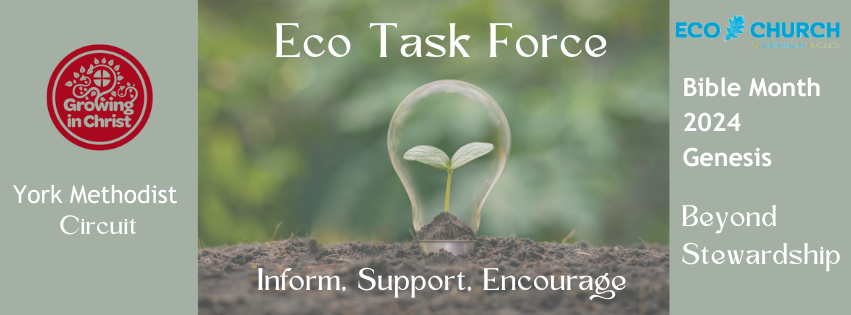 Growing
in Christ
York Methodist
Circuit
Eco Task Force
Inform, Support, Encourage
ECO CHURCH
Bible Month
2024
Genesis
Beyond
Stewardship